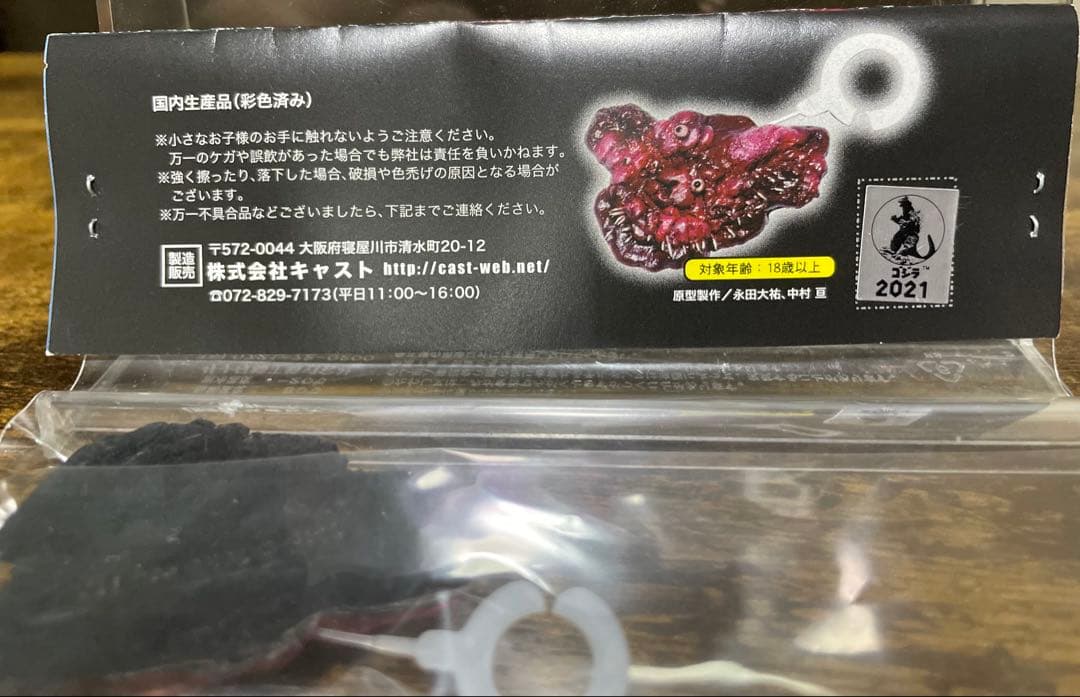 国内生産品(彩色済み)
※小さなお子様のお手に触れないようご注意ください。
万一のケガや誤飲があった場合でも弊社は責任を負いかねます。
※強く擦ったり、落下した場合、破損や色禿げの原因となる場合が
ございます。
※万一不具合品などございましたら、下記までご連絡ください。
製造
販売
〒572-0044 大阪府寝屋川市清水町20-12
株式会社キャスト http://cast-web.net/
☎072-829-7173(平日11:00〜16:00)
対象年齢:18歳以上
原型製作/永田大祐、中村 亘
ゴジラ™
2021